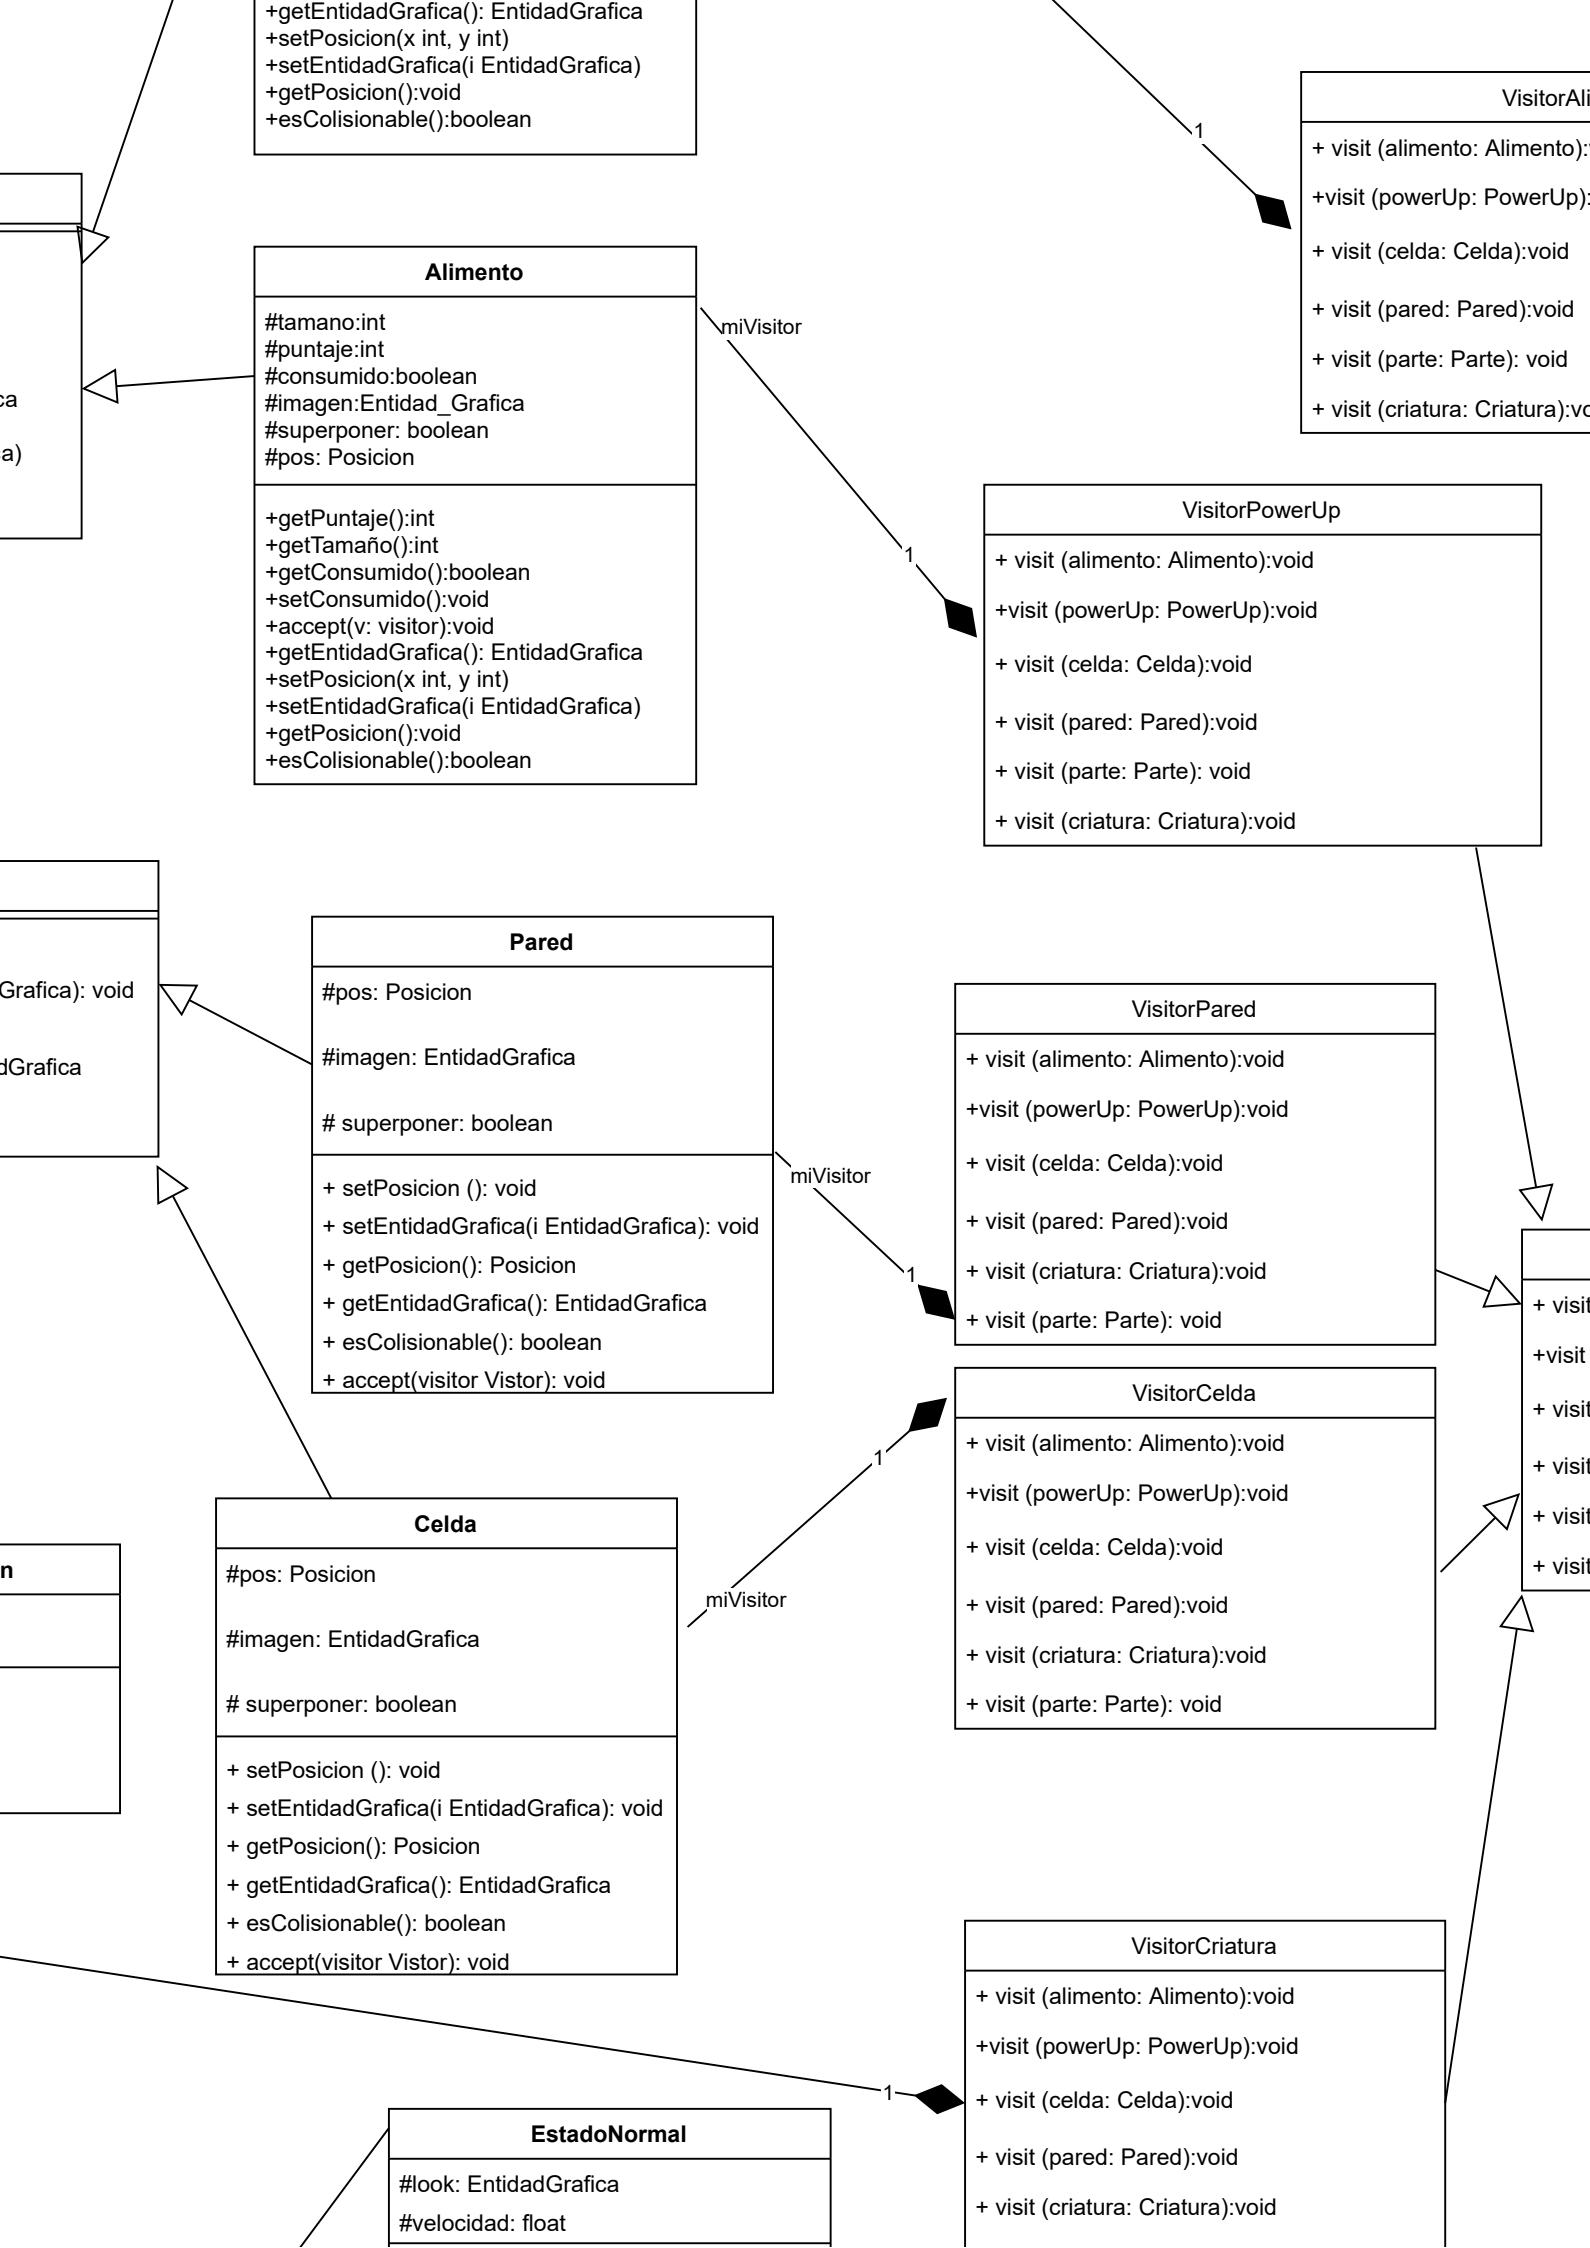 +getEntidadGrafica(): EntidadGrafica
+setPosicion(x int, y int)
+setEntidadGrafica(i EntidadGrafica)
+getPosicion():void
+esColisionable():boolean
1
VisitorAli
+ visit (alimento: Alimento):
+visit (powerUp: PowerUp):
+ visit (celda: Celda):void
+ visit (pared: Pared):void
+ visit (parte: Parte): void
+ visit (criatura: Criatura):vo
ca
a)
Alimento
#tamano:int
#puntaje:int
#consumido:boolean
#imagen:Entidad_Grafica
#superponer: boolean
#pos: Posicion
+getPuntaje():int
+getTamaño():int
+getConsumido():boolean
+setConsumido():void
+accept(v: visitor):void
+getEntidadGrafica(): EntidadGrafica
+setPosicion(x int, y int)
+setEntidadGrafica(i EntidadGrafica)
+getPosicion():void
+esColisionable():boolean
miVisitor
1
VisitorPowerUp
+ visit (alimento: Alimento):void
+visit (powerUp: PowerUp):void
+ visit (celda: Celda):void
+ visit (pared: Pared):void
+ visit (parte: Parte): void
+ visit (criatura: Criatura):void
Grafica): void
dGrafica
Pared
#pos: Posicion
#imagen: EntidadGrafica
# superponer: boolean
+ setPosicion (): void
+ setEntidadGrafica(i EntidadGrafica): void
+ getPosicion(): Posicion
+ getEntidadGrafica(): EntidadGrafica
+ esColisionable(): boolean
+ accept(visitor Vistor): void
miVisitor
1
VisitorPared
+ visit (alimento: Alimento):void
+visit (powerUp: PowerUp):void
+ visit (celda: Celda):void
+ visit (pared: Pared):void
+ visit (criatura: Criatura):void
+ visit (parte: Parte): void
+ visit
+visit
+ visit
+ visit
+ visit
+ visit
VisitorCelda
+ visit (alimento: Alimento):void
+visit (powerUp: PowerUp):void
+ visit (celda: Celda):void
+ visit (pared: Pared):void
+ visit (criatura: Criatura):void
+ visit (parte: Parte): void
1
miVisitor
n
Celda
#pos: Posicion
#imagen: EntidadGrafica
# superponer: boolean
+ setPosicion (): void
+ setEntidadGrafica(i EntidadGrafica): void
+ getPosicion(): Posicion
+ getEntidadGrafica(): EntidadGrafica
+ esColisionable(): boolean
+ accept(visitor Vistor): void
1
VisitorCriatura
+ visit (alimento: Alimento):void
+visit (powerUp: PowerUp):void
+ visit (celda: Celda):void
+ visit (pared: Pared):void
+ visit (criatura: Criatura):void
EstadoNormal
#look: EntidadGrafica
#velocidad: float